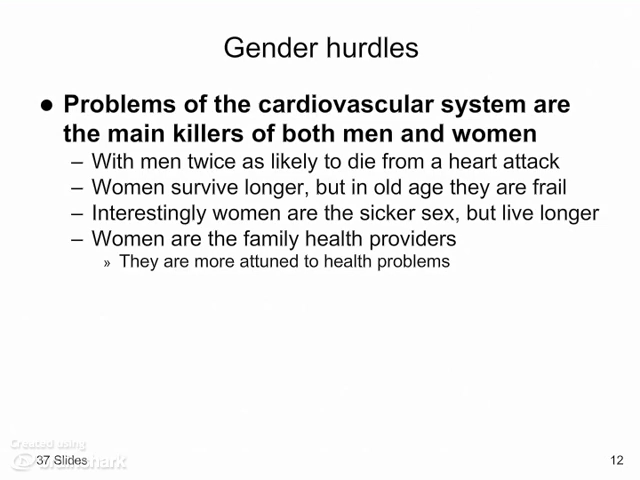 Gender hurdles
● Problems of the cardiovascular system are
the main killers of both men and women
– With men twice as likely to die from a heart attack
– Women survive longer, but in old age they are frail
– Interestingly women are the sicker sex, but live longer
– Women are the family health providers
» They are more attuned to health problems
Created using
brainshark
37 Slides
12